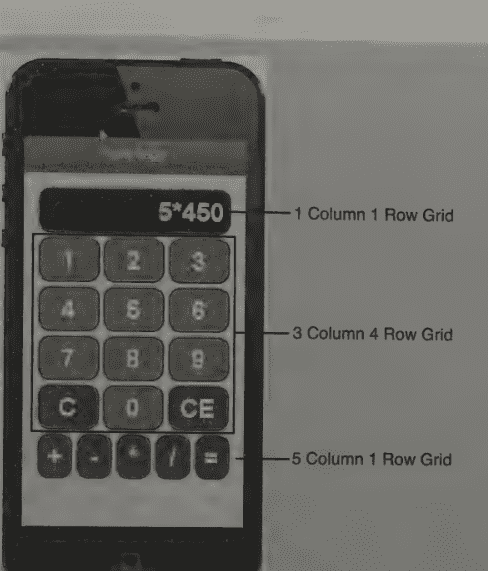 5*450
1 Column 1 Row Grid
1 2 3
4 5 6
3 Column 4 Row Grid
7 8 9
C 0 CE
+ - * / =
5 Column 1 Row Grid